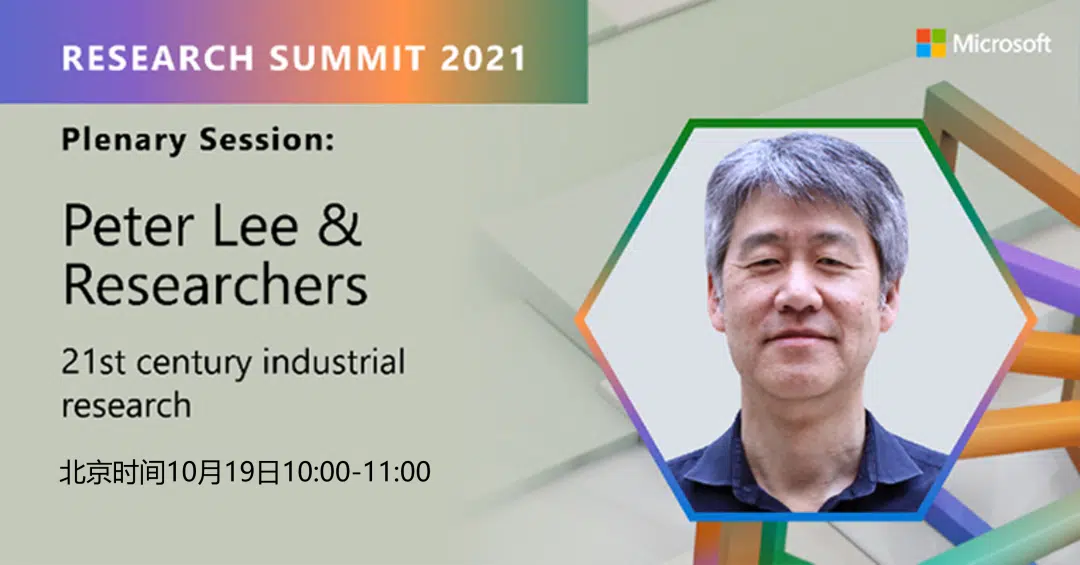 RESEARCH SUMMIT 2021
Microsoft
Plenary Session:
Peter Lee &
Researchers
21st century industrial
research
北京时间10月19日10:00-11:00